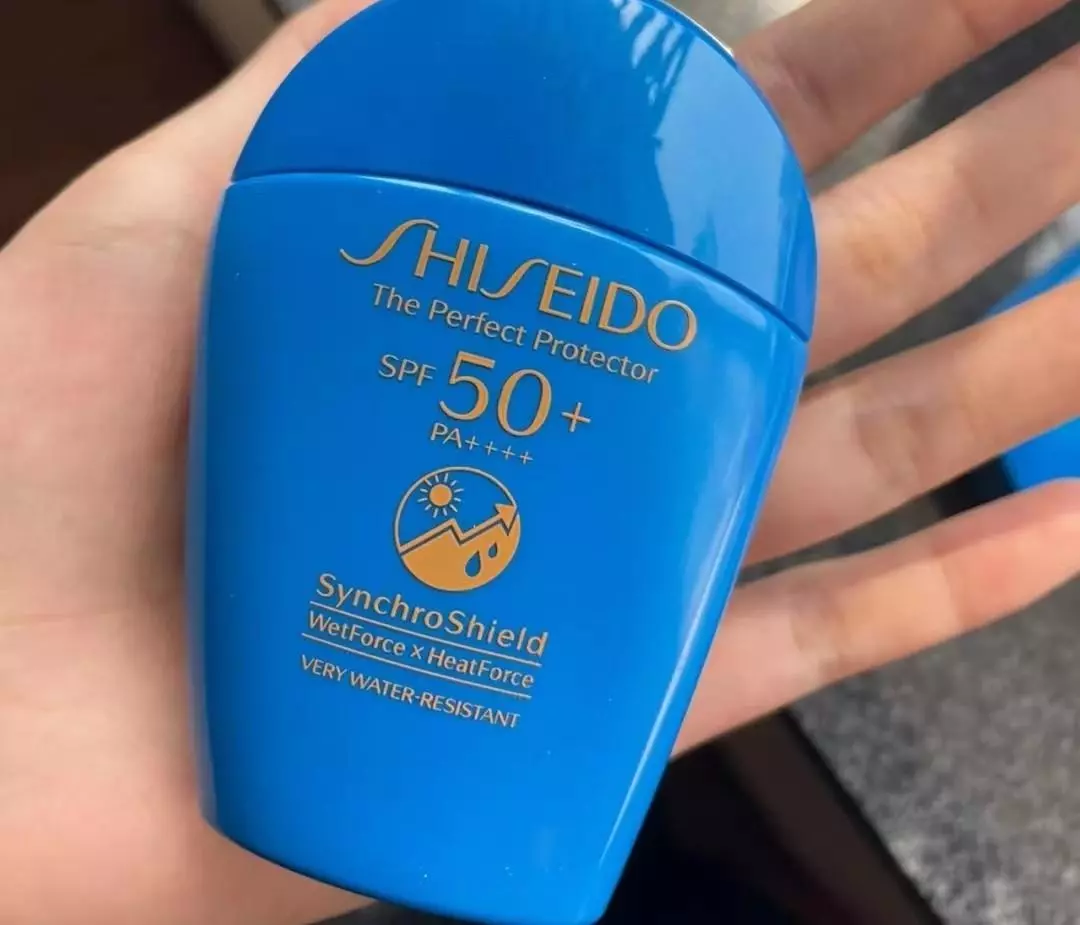 SHISEIDO
The Perfect Protector
SPF 50+
PA++++
SynchroShield
WetForce x HeatForce
VERY WATER-RESISTANT